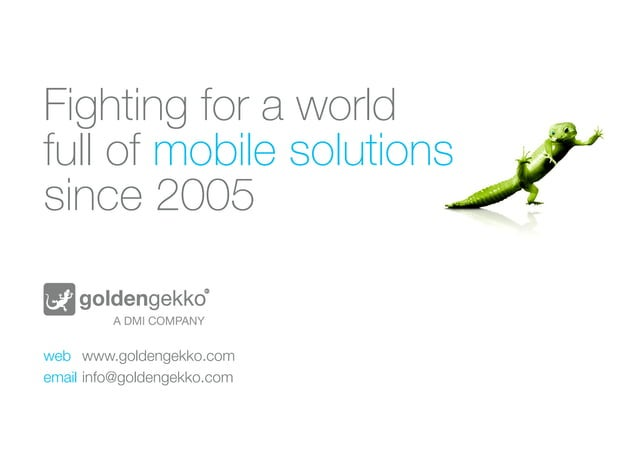 Fighting for a world
full of mobile solutions
since 2005
goldengekko
A DMI COMPANY
web www.goldengekko.com
email info@goldengekko.com